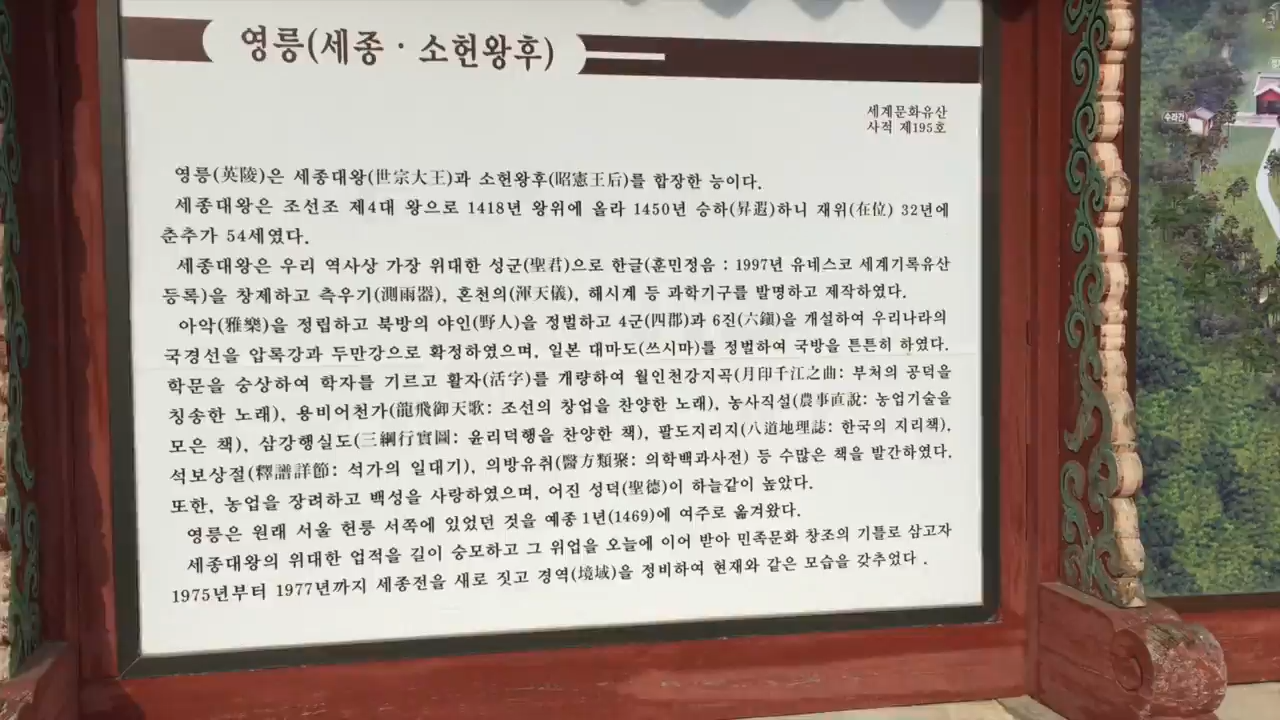 영릉(세종 · 소헌왕후)
세계문화유산
사적 제195호
영릉(英陵)은 세종대왕(世宗大王)과 소헌왕후(昭憲王后)를 합장한 능이다.
세종대왕은 조선조 제4대 왕으로 1418년 왕위에 올라 1450년 승하(昇遐)하니 재위(在位) 32년에
춘추가 54세였다.
세종대왕은 우리 역사상 가장 위대한 성군(聖君)으로 한글(훈민정음 : 1997년 유네스코 세계기록유산
등록)을 창제하고 측우기(測雨器), 혼천의(渾天儀), 해시계 등 과학기구를 발명하고 제작하였다.
아악(雅樂)을 정립하고 북방의 야인(野人)을 정벌하고 4군(四郡)과 6진(六鎭)을 개설하여 우리나라의
국경선을 압록강과 두만강으로 확정하였으며, 일본 대마도(쓰시마)를 정벌하여 국방을 튼튼히 하였다.
학문을 숭상하여 학자를 기르고 활자(活字)를 개량하여 월인천강지곡(月印千江之曲: 부처의 공덕을
칭송한 노래), 용비어천가(龍飛御天歌: 조선의 창업을 찬양한 노래), 농사직설(農事直說: 농업기술을
모은 책), 삼강행실도(三綱行實圖: 윤리덕행을 찬양한 책), 팔도지리지(八道地理誌: 한국의 지리책),
석보상절(釋譜詳節: 석가의 일대기), 의방유취(醫方類聚: 의학백과사전) 등 수많은 책을 발간하였다.
또한, 농업을 장려하고 백성을 사랑하였으며, 어진 성덕(聖德)이 하늘같이 높았다.
영릉은 원래 서울 헌릉 서쪽에 있었던 것을 예종 1년(1469)에 여주로 옮겨왔다.
세종대왕의 위대한 업적을 길이 숭모하고 그 위업을 오늘에 이어 받아 민족문화 창조의 기틀로 삼고자
1975년부터 1977년까지 세종전을 새로 짓고 경역(境域)을 정비하여 현재와 같은 모습을 갖추었다.
수라간